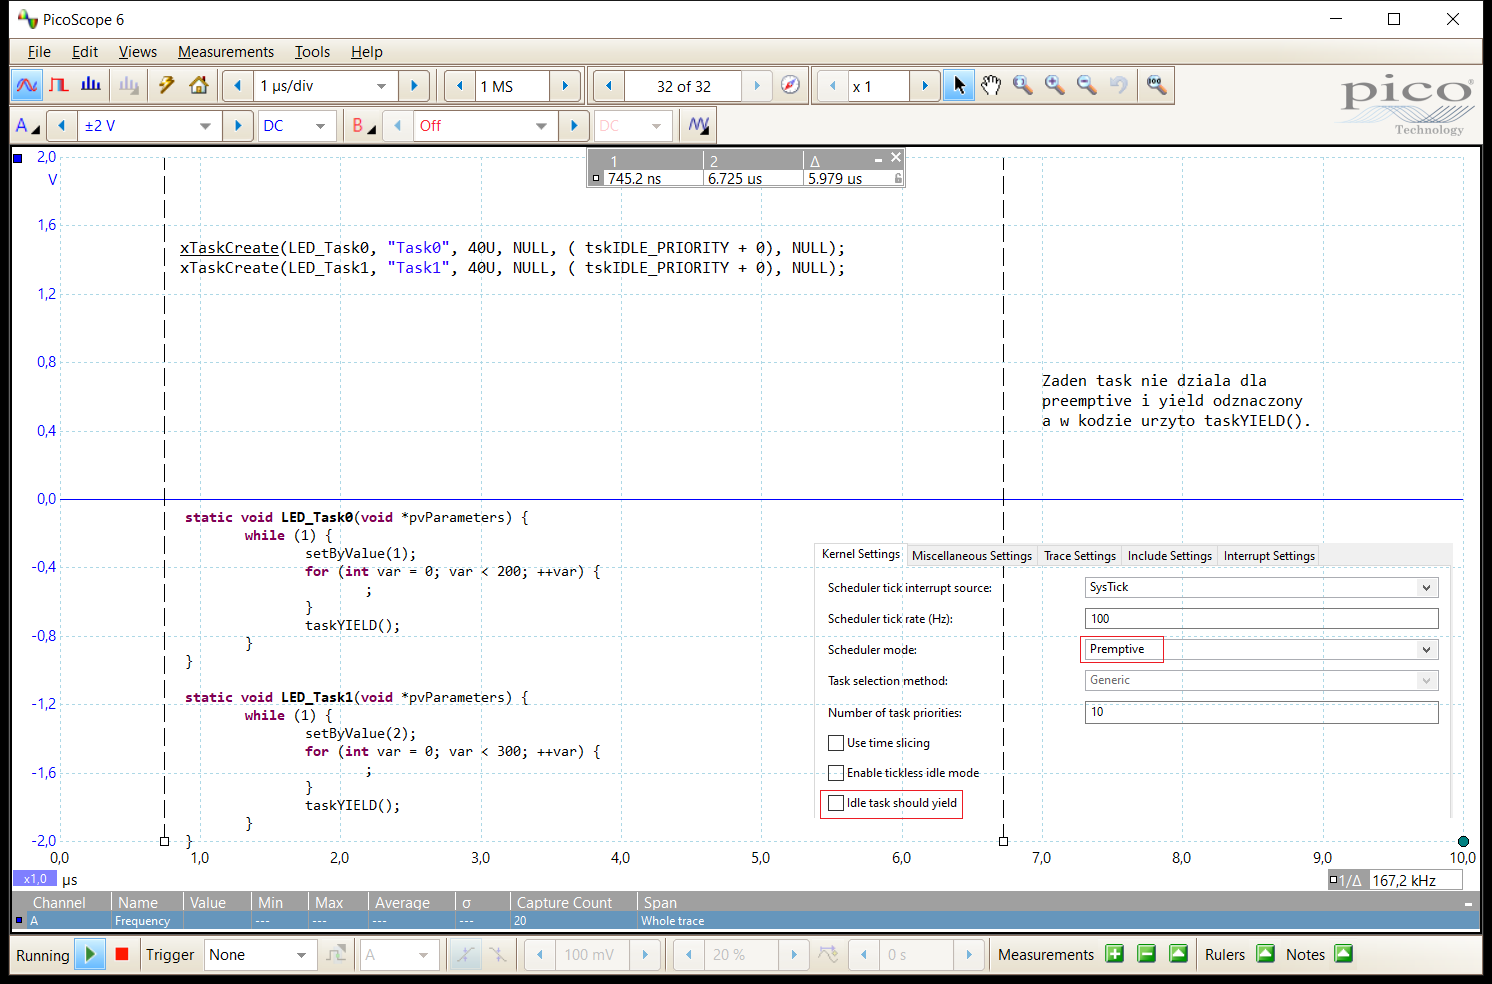 PicoScope 6
File Edit Views Measurements Tools Help
1 µs/div 1 MS 32 of 32 x 1
pico
Technology
A ±2 V DC B Off DC
1 2 Δ
745.2 ns 6.725 us 5.979 us
2,0
V
1,6
1,2
0,8
0,4
0,0
-0,4
-0,8
-1,2
-1,6
-2,0
xTaskCreate(LED_Task0, "Task0", 40U, NULL, ( tskIDLE_PRIORITY + 0), NULL);
xTaskCreate(LED_Task1, "Task1", 40U, NULL, ( tskIDLE_PRIORITY + 0), NULL);
Zaden task nie dziala dla
preemptive i yield odznaczony
a w kodzie urzyto taskYIELD().
static void LED_Task0(void *pvParameters) {
while (1) {
setByValue(1);
for (int var = 0; var < 200; ++var) {
;
}
taskYIELD();
}
}
static void LED_Task1(void *pvParameters) {
while (1) {
setByValue(2);
for (int var = 0; var < 300; ++var) {
;
}
taskYIELD();
}
}
Kernel Settings Miscellaneous Settings Trace Settings Include Settings Interrupt Settings
Scheduler tick interrupt source: SysTick
Scheduler tick rate (Hz): 100
Scheduler mode: Premptive
Task selection method: Generic
Number of task priorities: 10
Use time slicing
Enable tickless idle mode
Idle task should yield
0,0 1,0 2,0 3,0 4,0 5,0 6,0 7,0 8,0 9,0 10,0
x1,0 µs
1/Δ 167,2 kHz
Channel Name Value Min Max Average σ Capture Count Span
A Frequency --- --- --- --- --- 20 Whole trace
Running Trigger None A 100 mV 20 % 0 s Measurements Rulers Notes